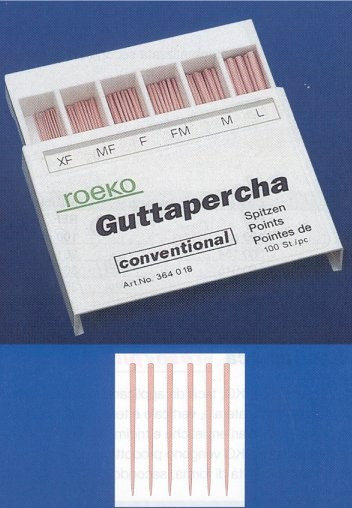 XF MF F FM M L
roeko
Guttapercha
conventional
Spitzen
Points
Pointes de
100 St./pc
Art.No. 364 018